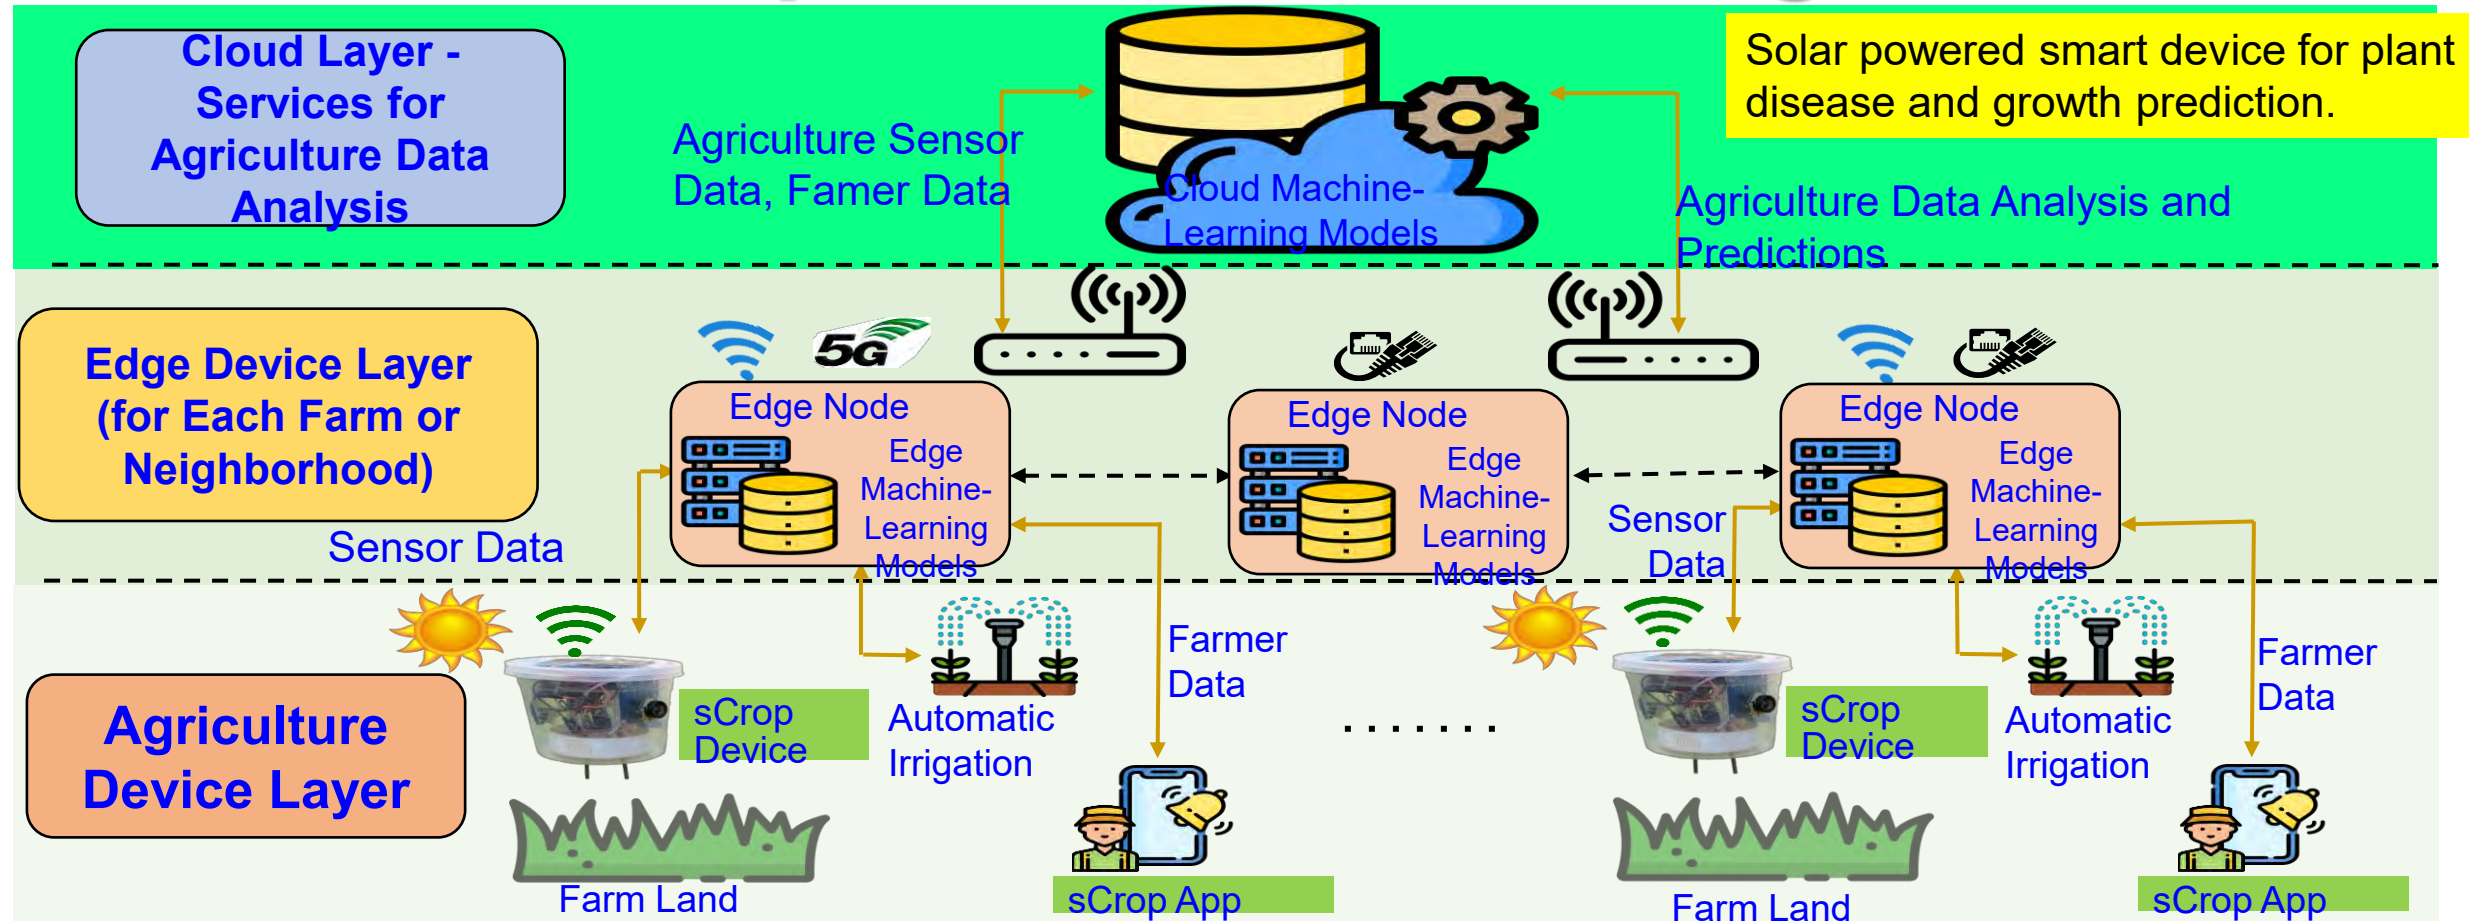 Cloud Layer -
Services for
Agriculture Data
Analysis
Agriculture Sensor
Data, Famer Data
Cloud Machine-
Learning Models
Solar powered smart device for plant
disease and growth prediction.
Agriculture Data Analysis and
Predictions
Edge Device Layer
(for Each Farm or
Neighborhood)
5G
Edge Node
Edge
Machine-
Learning
Models
Edge Node
Edge
Machine-
Learning
Models
Edge Node
Edge
Machine-
Learning
Models
Sensor Data
Sensor
Data
Agriculture
Device Layer
sCrop
Device
Automatic
Irrigation
Farmer
Data
Farm Land
sCrop App
.......
sCrop
Device
Automatic
Irrigation
Farmer
Data
Farm Land
sCrop App